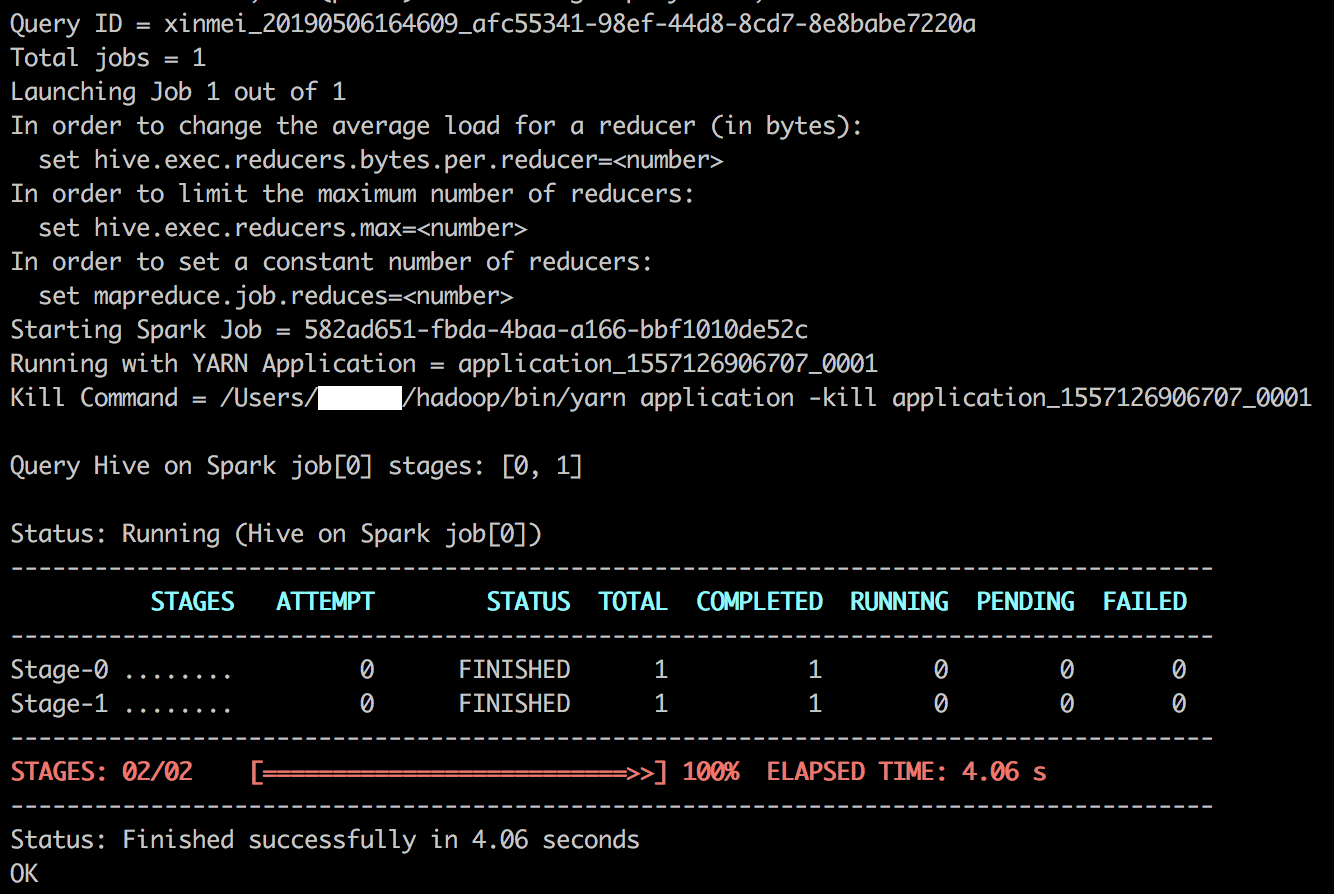 Query ID = xinmei_20190506164609_afc55341-98ef-44d8-8cd7-8e8babe7220a
Total jobs = 1
Launching Job 1 out of 1
In order to change the average load for a reducer (in bytes):
  set hive.exec.reducers.bytes.per.reducer=<number>
In order to limit the maximum number of reducers:
  set hive.exec.reducers.max=<number>
In order to set a constant number of reducers:
  set mapreduce.job.reduces=<number>
Starting Spark Job = 582ad651-fbda-4baa-a166-bbf1010de52c
Running with YARN Application = application_1557126906707_0001
Kill Command = /Users/ /hadoop/bin/yarn application -kill application_1557126906707_0001
Query Hive on Spark job[0] stages: [0, 1]
Status: Running (Hive on Spark job[0])
--------------------------------------------------------------------------------------
          STAGES   ATTEMPT        STATUS  TOTAL  COMPLETED  RUNNING  PENDING  FAILED
--------------------------------------------------------------------------------------
Stage-0 ........         0      FINISHED      1          1        0        0       0
Stage-1 ........         0      FINISHED      1          1        0        0       0
--------------------------------------------------------------------------------------
STAGES: 02/02    [==========================>>] 100%  ELAPSED TIME: 4.06 s
--------------------------------------------------------------------------------------
Status: Finished successfully in 4.06 seconds
OK